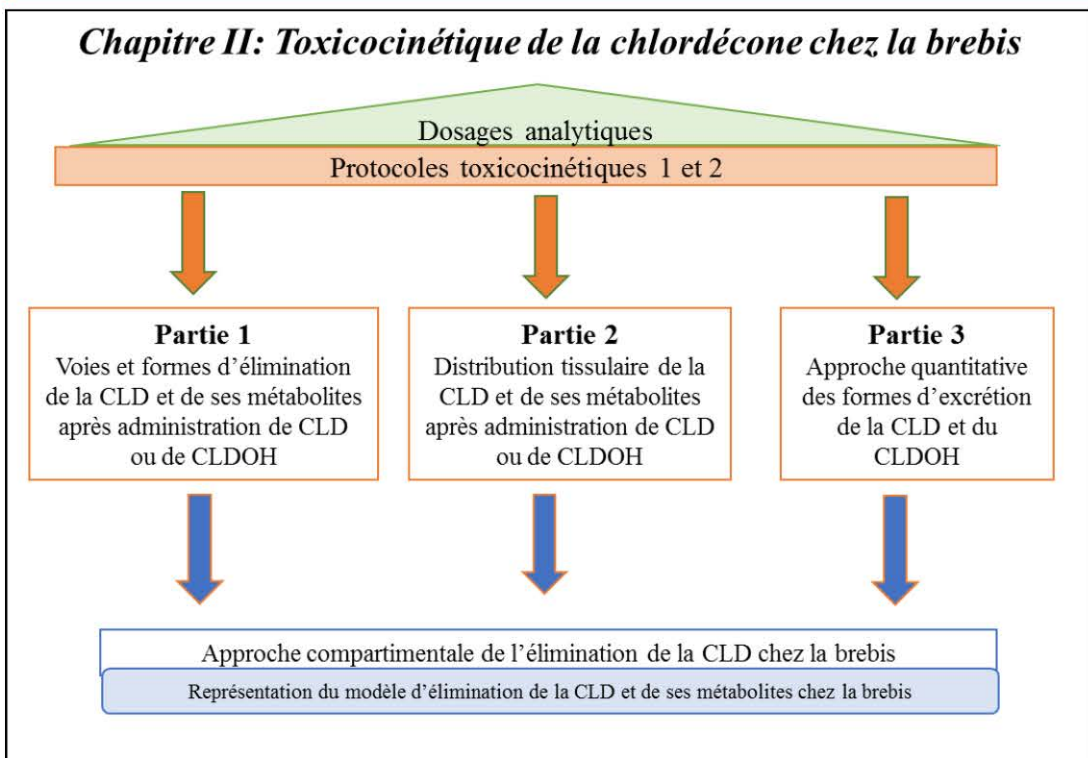 Chapitre II: Toxicocinétique de la chlordécone chez la brebis
Dosages analytiques
Protocoles toxicocinétiques 1 et 2
Partie 1
Voies et formes d'élimination
de la CLD et de ses métabolites
après administration de CLD
ou de CLDOH
Partie 2
Distribution tissulaire de la
CLD et de ses métabolites
après administration de CLD
ou de CLDOH
Partie 3
Approche quantitative
des formes d'excrétion
de la CLD et du
CLDOH
Approche compartimentale de l'élimination de la CLD chez la brebis
Représentation du modèle d'élimination de la CLD et de ses métabolites chez la brebis